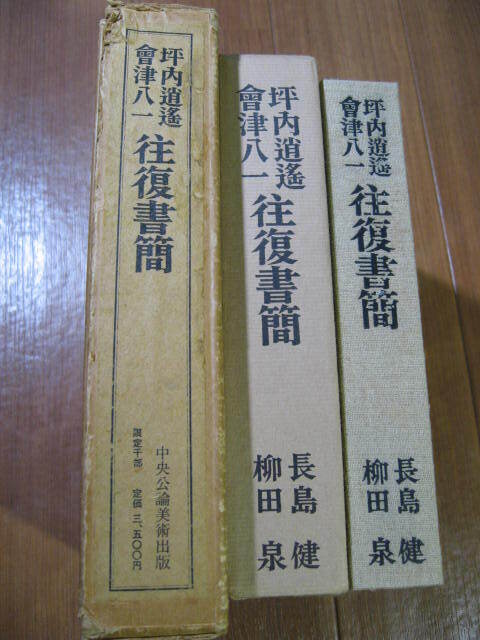 坪内逍遙
會津八一
往復書簡
中央公論美術出版
限定千部 定価 三、五〇〇円
坪内逍遙
會津八一
往復書簡
長島健
柳田泉
坪内逍遙
會津八一
往復書簡
長島健
柳田泉